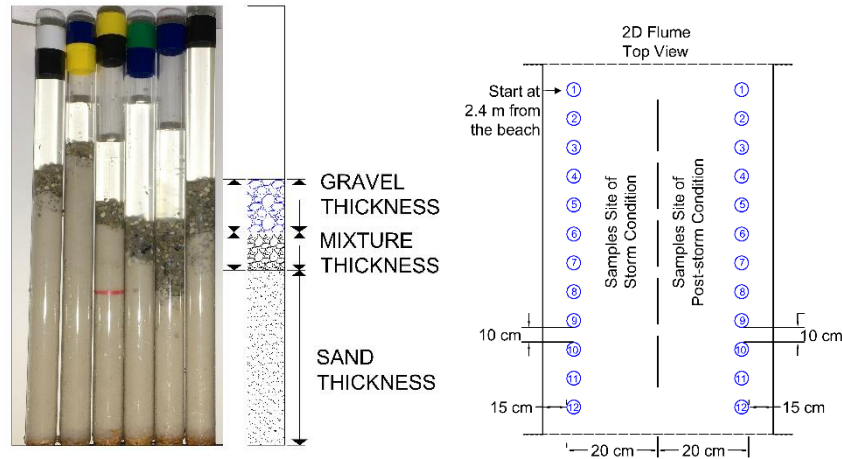 GRAVEL
THICKNESS
MIXTURE
THICKNESS
SAND
THICKNESS
2D Flume
Top View
Start at
2.4 m from
the beach
1
2
3
4
5
6
7
8
9
10
11
12
Samples Site of
Storm Condition
Samples Site of
Post-storm Condition
1
2
3
4
5
6
7
8
9
10
11
12
10 cm
10 cm
15 cm
15 cm
20 cm
20 cm